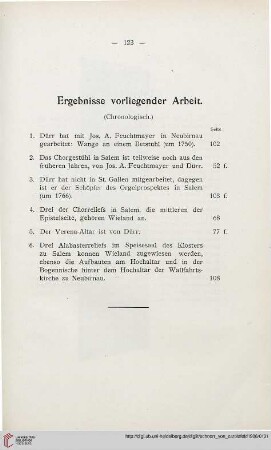 — 123 —
Ergebnisse vorliegender Arbeit.
(Chronologisch.)
Seite
1. Dürr hat mit Jos. A. Feuchtmayer in Neubirnau
gearbeitet: Wange an einem Betstuhl (um 1750). 102
2. Das Chorgestühl in Salem ist teilweise noch aus den
früheren Jahren, von Jos. A. Feuchtmayer und Dürr. 52 f.
3. Dürr hat nicht in St. Gallen mitgearbeitet, dagegen
ist er der Schöpfer des Orgelprospektes in Salem
(um 1766). 103 f.
4. Drei der Chorreliefs in Salem, die mittleren der
Epistelseite, gehören Wieland an. 68
5. Der Verena-Altar ist von Dürr. 77 f.
6. Drei Alabasterreliefs im Speisesaal des Klosters
zu Salem können Wieland zugewiesen werden,
ebenso die Aufbauten am Hochaltar und in der
Bogennische hinter dem Hochaltar der Wallfahrts-
kirche zu Neubirnau. 108